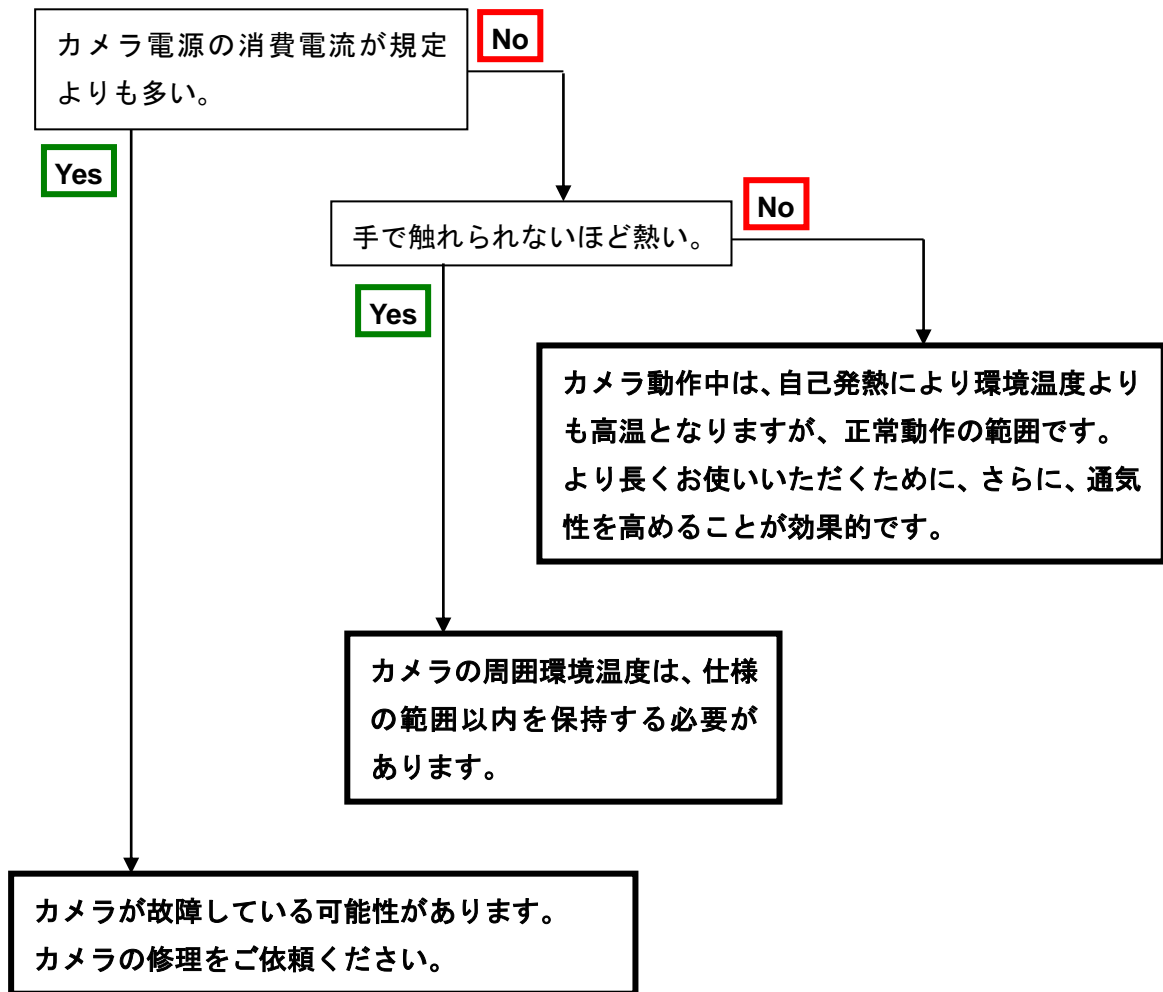 カメラ電源の消費電流が規定
よりも多い。
No
Yes
手で触れられないほど熱い。
No
Yes
カメラ動作中は、自己発熱により環境温度より
も高温となりますが、正常動作の範囲です。
より長くお使いいただくために、さらに、通気
性を高めることが効果的です。
カメラの周囲環境温度は、仕様
の範囲以内を保持する必要が
あります。
カメラが故障している可能性があります。
カメラの修理をご依頼ください。